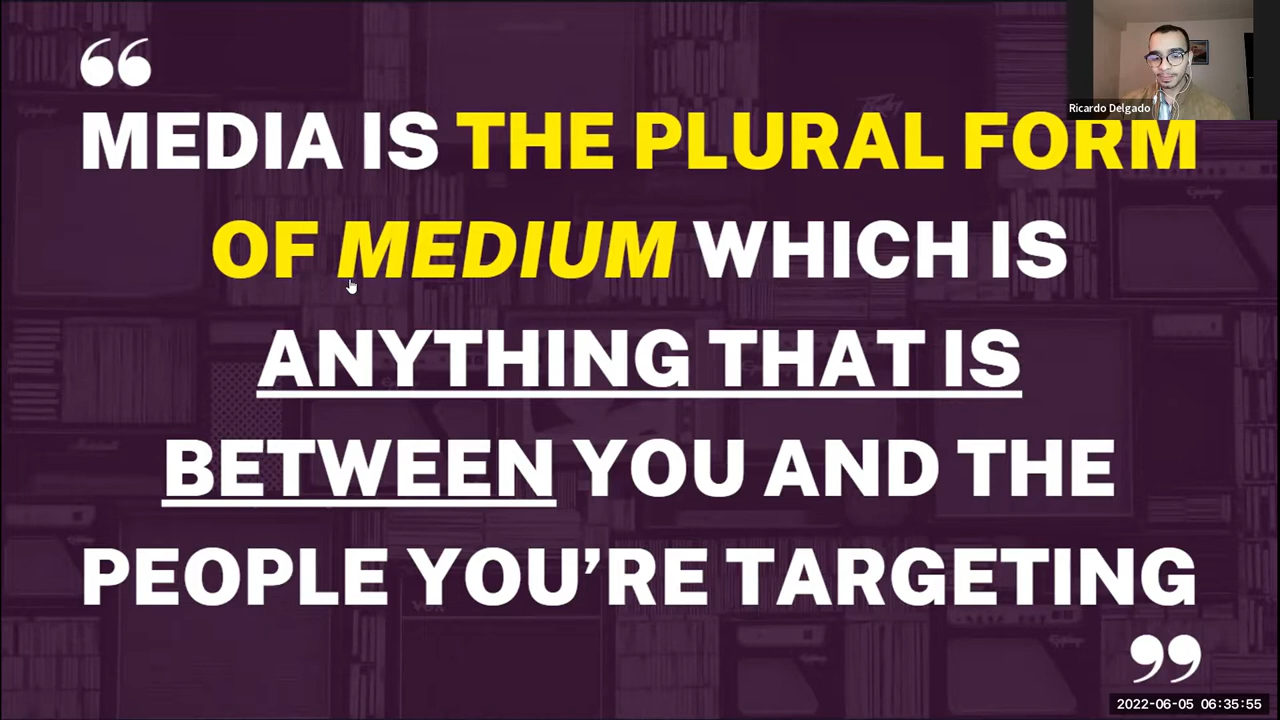 “
Ricardo Delgado
MEDIA IS THE PLURAL FORM
OF MEDIUM WHICH IS
ANYTHING THAT IS
BETWEEN YOU AND THE
PEOPLE YOU’RE TARGETING
”
2022-06-05 06:35:55